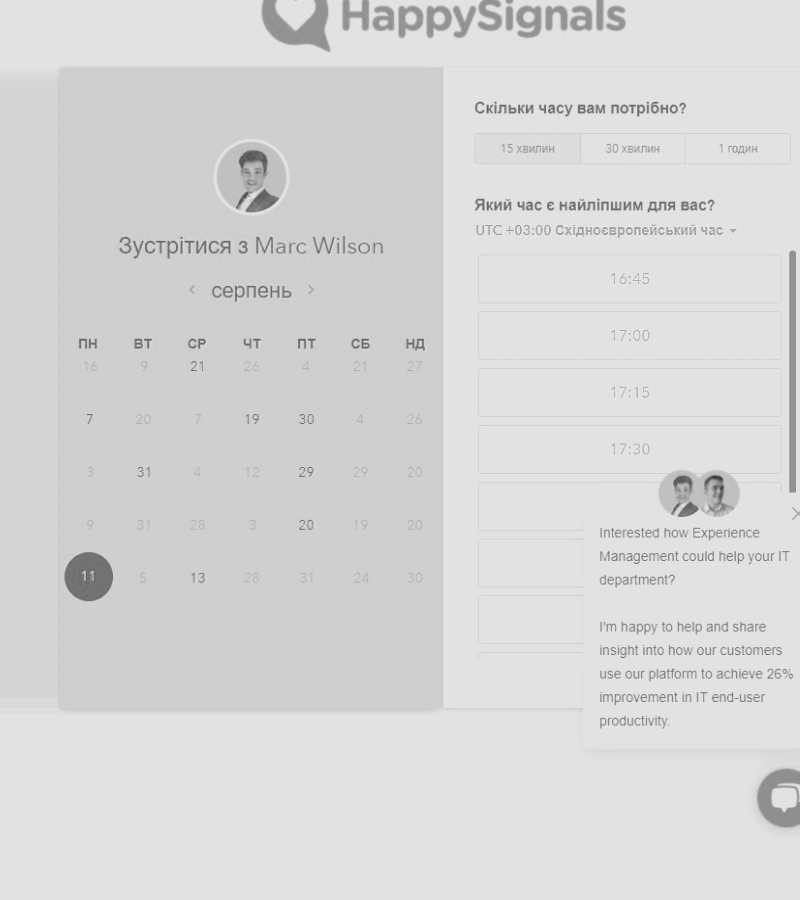 HappySignals
Зустрітися з Marc Wilson
серпень
ПН ВТ СР ЧТ ПТ СБ НД
16 9 21 26 4 21 27
7 20 7 19 30 4 26
3 31 4 12 29 29 20
9 31 28 3 20 19 20
11 5 13 28 31 24 30
Скільки часу вам потрібно?
15 хвилин 30 хвилин 1 годин
Який час є найліпшим для вас?
UTC +03:00 Східноєвропейський час
16:45
17:00
17:15
17:30
Interested how Experience
Management could help your IT
department?
I'm happy to help and share
insight into how our customers
use our platform to achieve 26%
improvement in IT end-user
productivity.